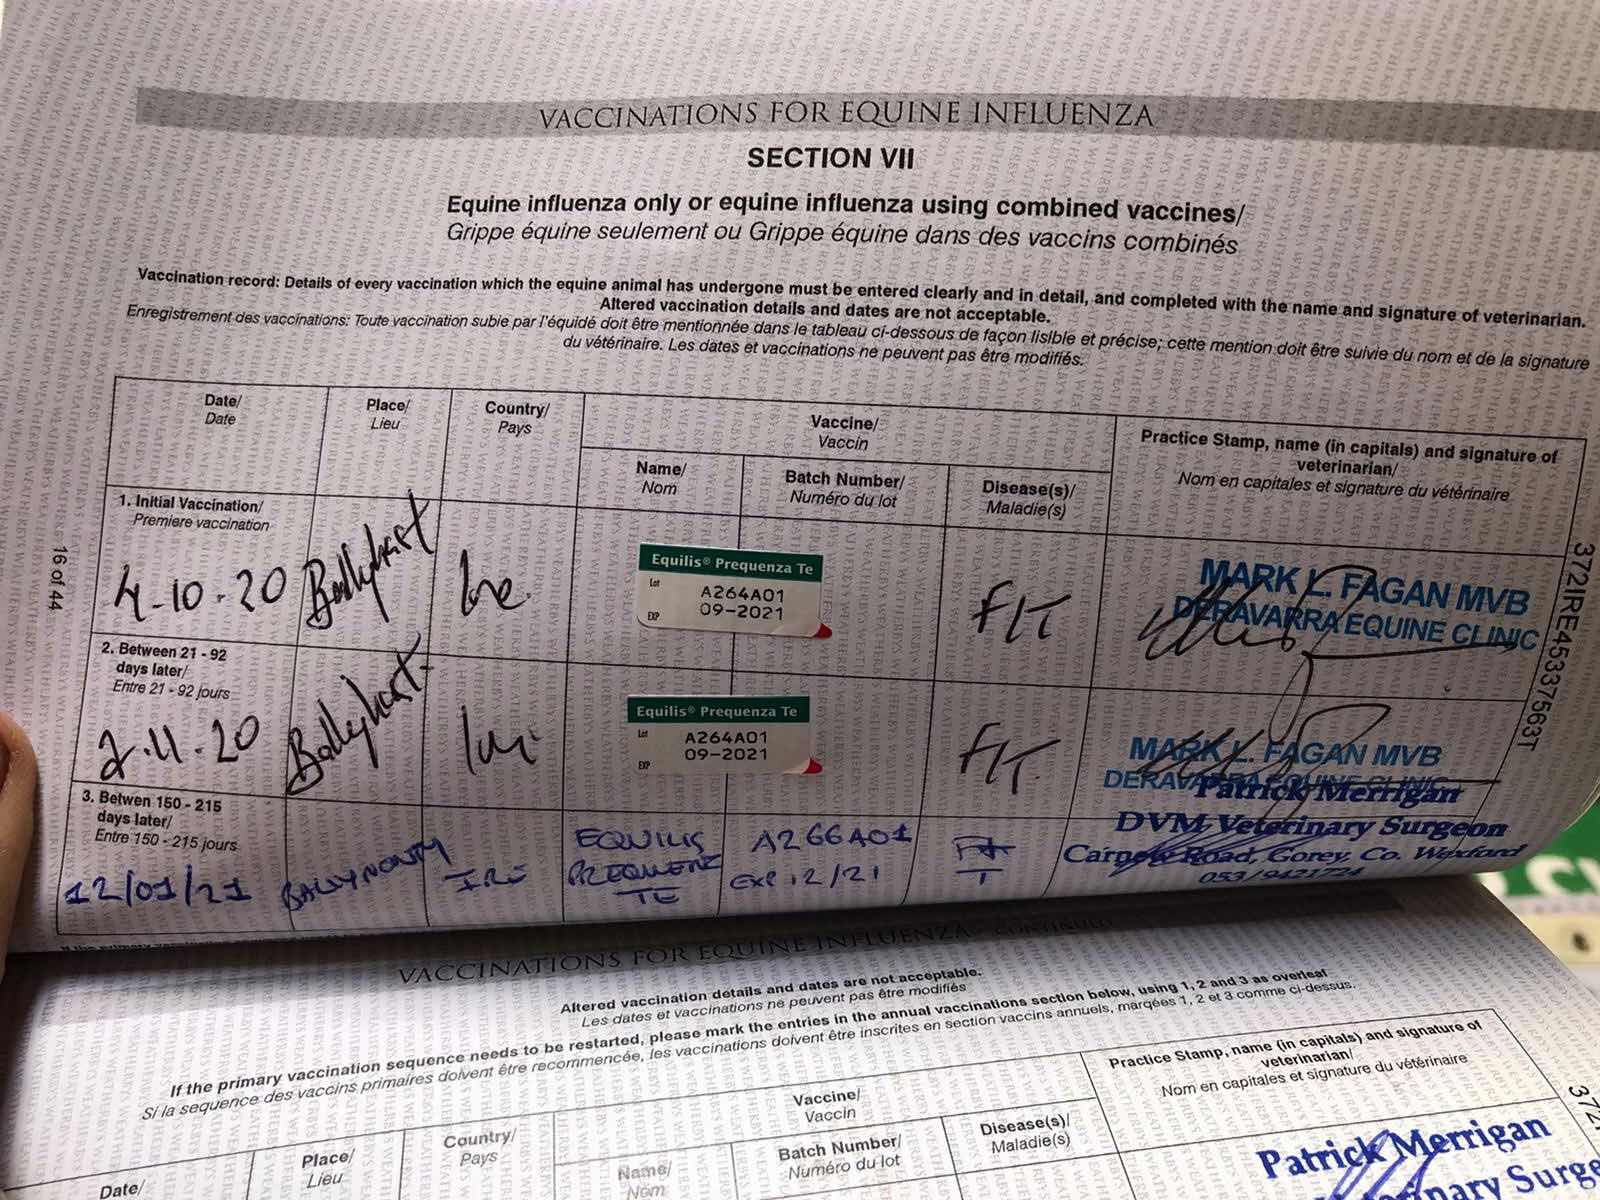 VACCINATIONS FOR EQUINE INFLUENZA
SECTION VII
Equine influenza only or equine influenza using combined vaccines/
Grippe équine seulement ou Grippe équine dans des vaccins combinés
Vaccination record: Details of every vaccination which the equine animal has undergone must be entered clearly and in detail, and completed with the name and signature of veterinarian.
Altered vaccination details and dates are not acceptable.
Enregistrement des vaccinations: Toute vaccination subie par l'équidé doit être mentionnée dans le tableau ci-dessous de façon lisible et précise; cette mention doit être suivie du nom et de la signature
du vétérinaire. Les dates et vaccinations ne peuvent pas être modifiés.
Date/
Date
Place/
Lieu
Country/
Pays
Vaccine/
Vaccin
Name/
Nom
Batch Number/
Numéro du lot
Disease(s)/
Maladie(s)
Practice Stamp, name (in capitals) and signature of
veterinarian/
Nom en capitales et signature du vétérinaire
1. Initial Vaccination/
Premiere vaccination
4-10-20
Ballyhast
Ire.
Equilis® Prequenza Te
Lot
A264A01
09-2021
EXP
FIT
MARK L. FAGAN MVB
DERAVARRA EQUINE CLINIC
2. Between 21 - 92
days later/
Entre 21 - 92 jours
2.11.20
Ballyhast
Equilis® Prequenza Te
Lot
A264A01
09-2021
EXP
FIT
MARK L. FAGAN MVB
DERAVARRA EQUINE CLINIC
3. Betwen 150 - 215
days later/
Entre 150 - 215 jours
12/01/21
IRE
EQUILIS
TE
A266A01
EXP 12/21
T
Patrick Merrigan
DVM Veterinary Surgeon
Carnew Road, Gorey, Co. Wexford
053/9421724
16 of 44
372IRE45337563T
VACCINATIONS FOR EQUINE INFLUENZA - CONTINUED
Altered vaccination details and dates are not acceptable.
Les dates et vaccinations ne peuvent pas être modifiés
If the primary vaccination sequence needs to be restarted, please mark the entries in the annual vaccinations section below, using 1, 2 and 3 as overleaf
Si la sequence des vaccins primaires doivent être recommencée, les vaccinations doivent être inscrites en section vaccins annuels, marqées 1, 2 et 3 comme ci-dessus.
Date/
Place/
Lieu
Country/
Pays
Vaccine/
Vaccin
Name/
Nom
Batch Number/
Numéro du lot
Disease(s)/
Maladie(s)
Practice Stamp, name (in capitals) and signature of
veterinarian/
Nom en capitales et signature du vétérinaire
Patrick Merrigan